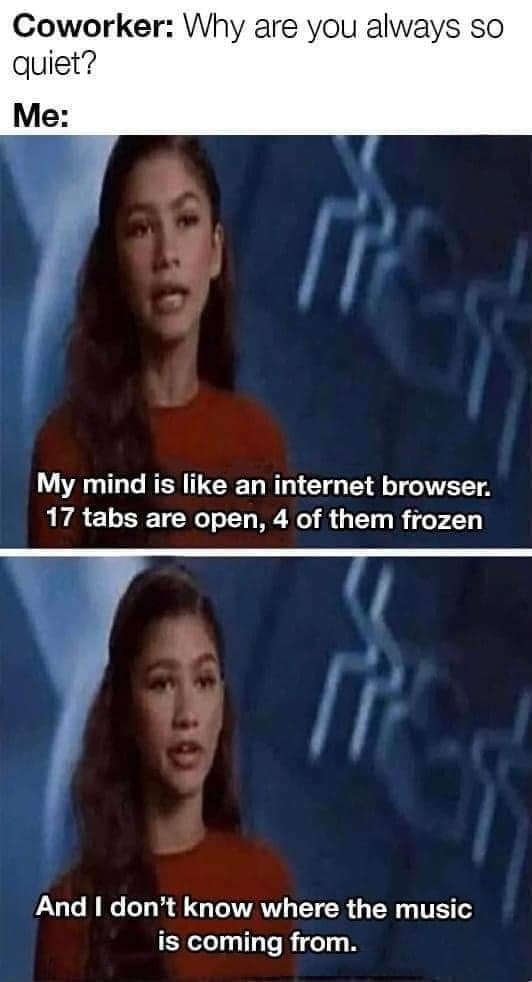 Coworker: Why are you always so
quiet?
Me:
My mind is like an internet browser.
17 tabs are open, 4 of them frozen
And I don't know where the music
is coming from.